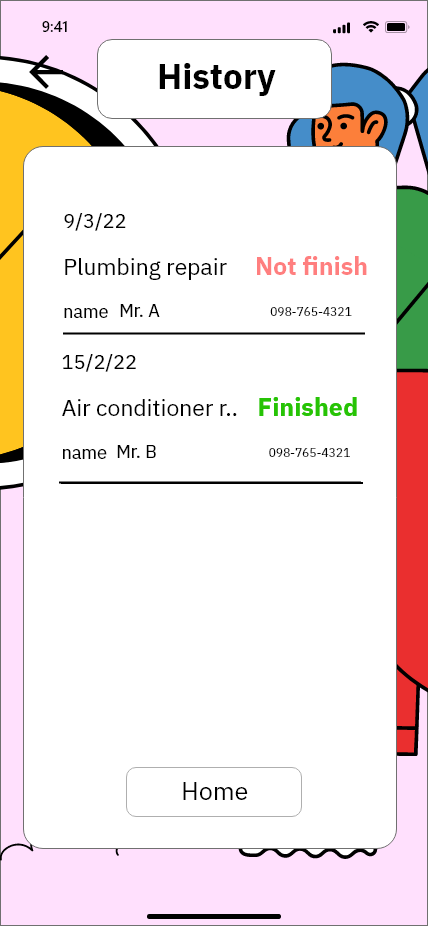 9:41
History
9/3/22
Plumbing repair Not finish
name Mr. A 098-765-4321
15/2/22
Air conditioner r.. Finished
name Mr. B 098-765-4321
Home